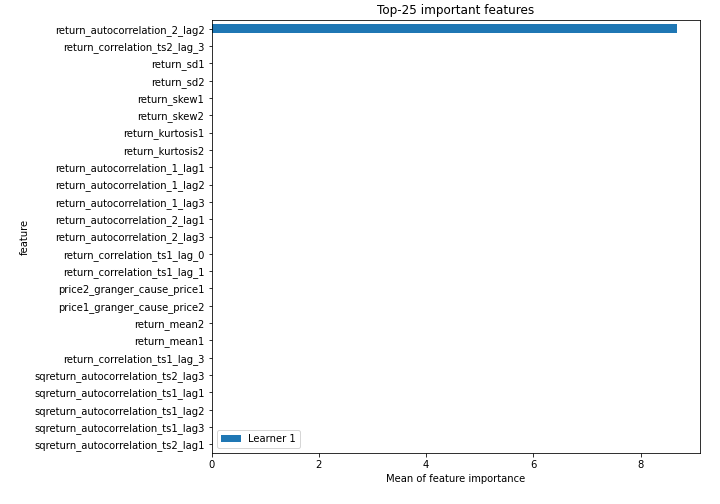 Top-25 important features
return_autocorrelation_2_lag2
return_correlation_ts2_lag_3
return_sd1
return_sd2
return_skew1
return_skew2
return_kurtosis1
return_kurtosis2
return_autocorrelation_1_lag1
return_autocorrelation_1_lag2
return_autocorrelation_1_lag3
return_autocorrelation_2_lag1
return_autocorrelation_2_lag3
return_correlation_ts1_lag_0
return_correlation_ts1_lag_1
price2_granger_cause_price1
price1_granger_cause_price2
return_mean2
return_mean1
return_correlation_ts1_lag_3
sqreturn_autocorrelation_ts2_lag3
sqreturn_autocorrelation_ts1_lag1
sqreturn_autocorrelation_ts1_lag2
sqreturn_autocorrelation_ts1_lag3
sqreturn_autocorrelation_ts2_lag1
feature
Learner 1
0 2 4 6 8
Mean of feature importance